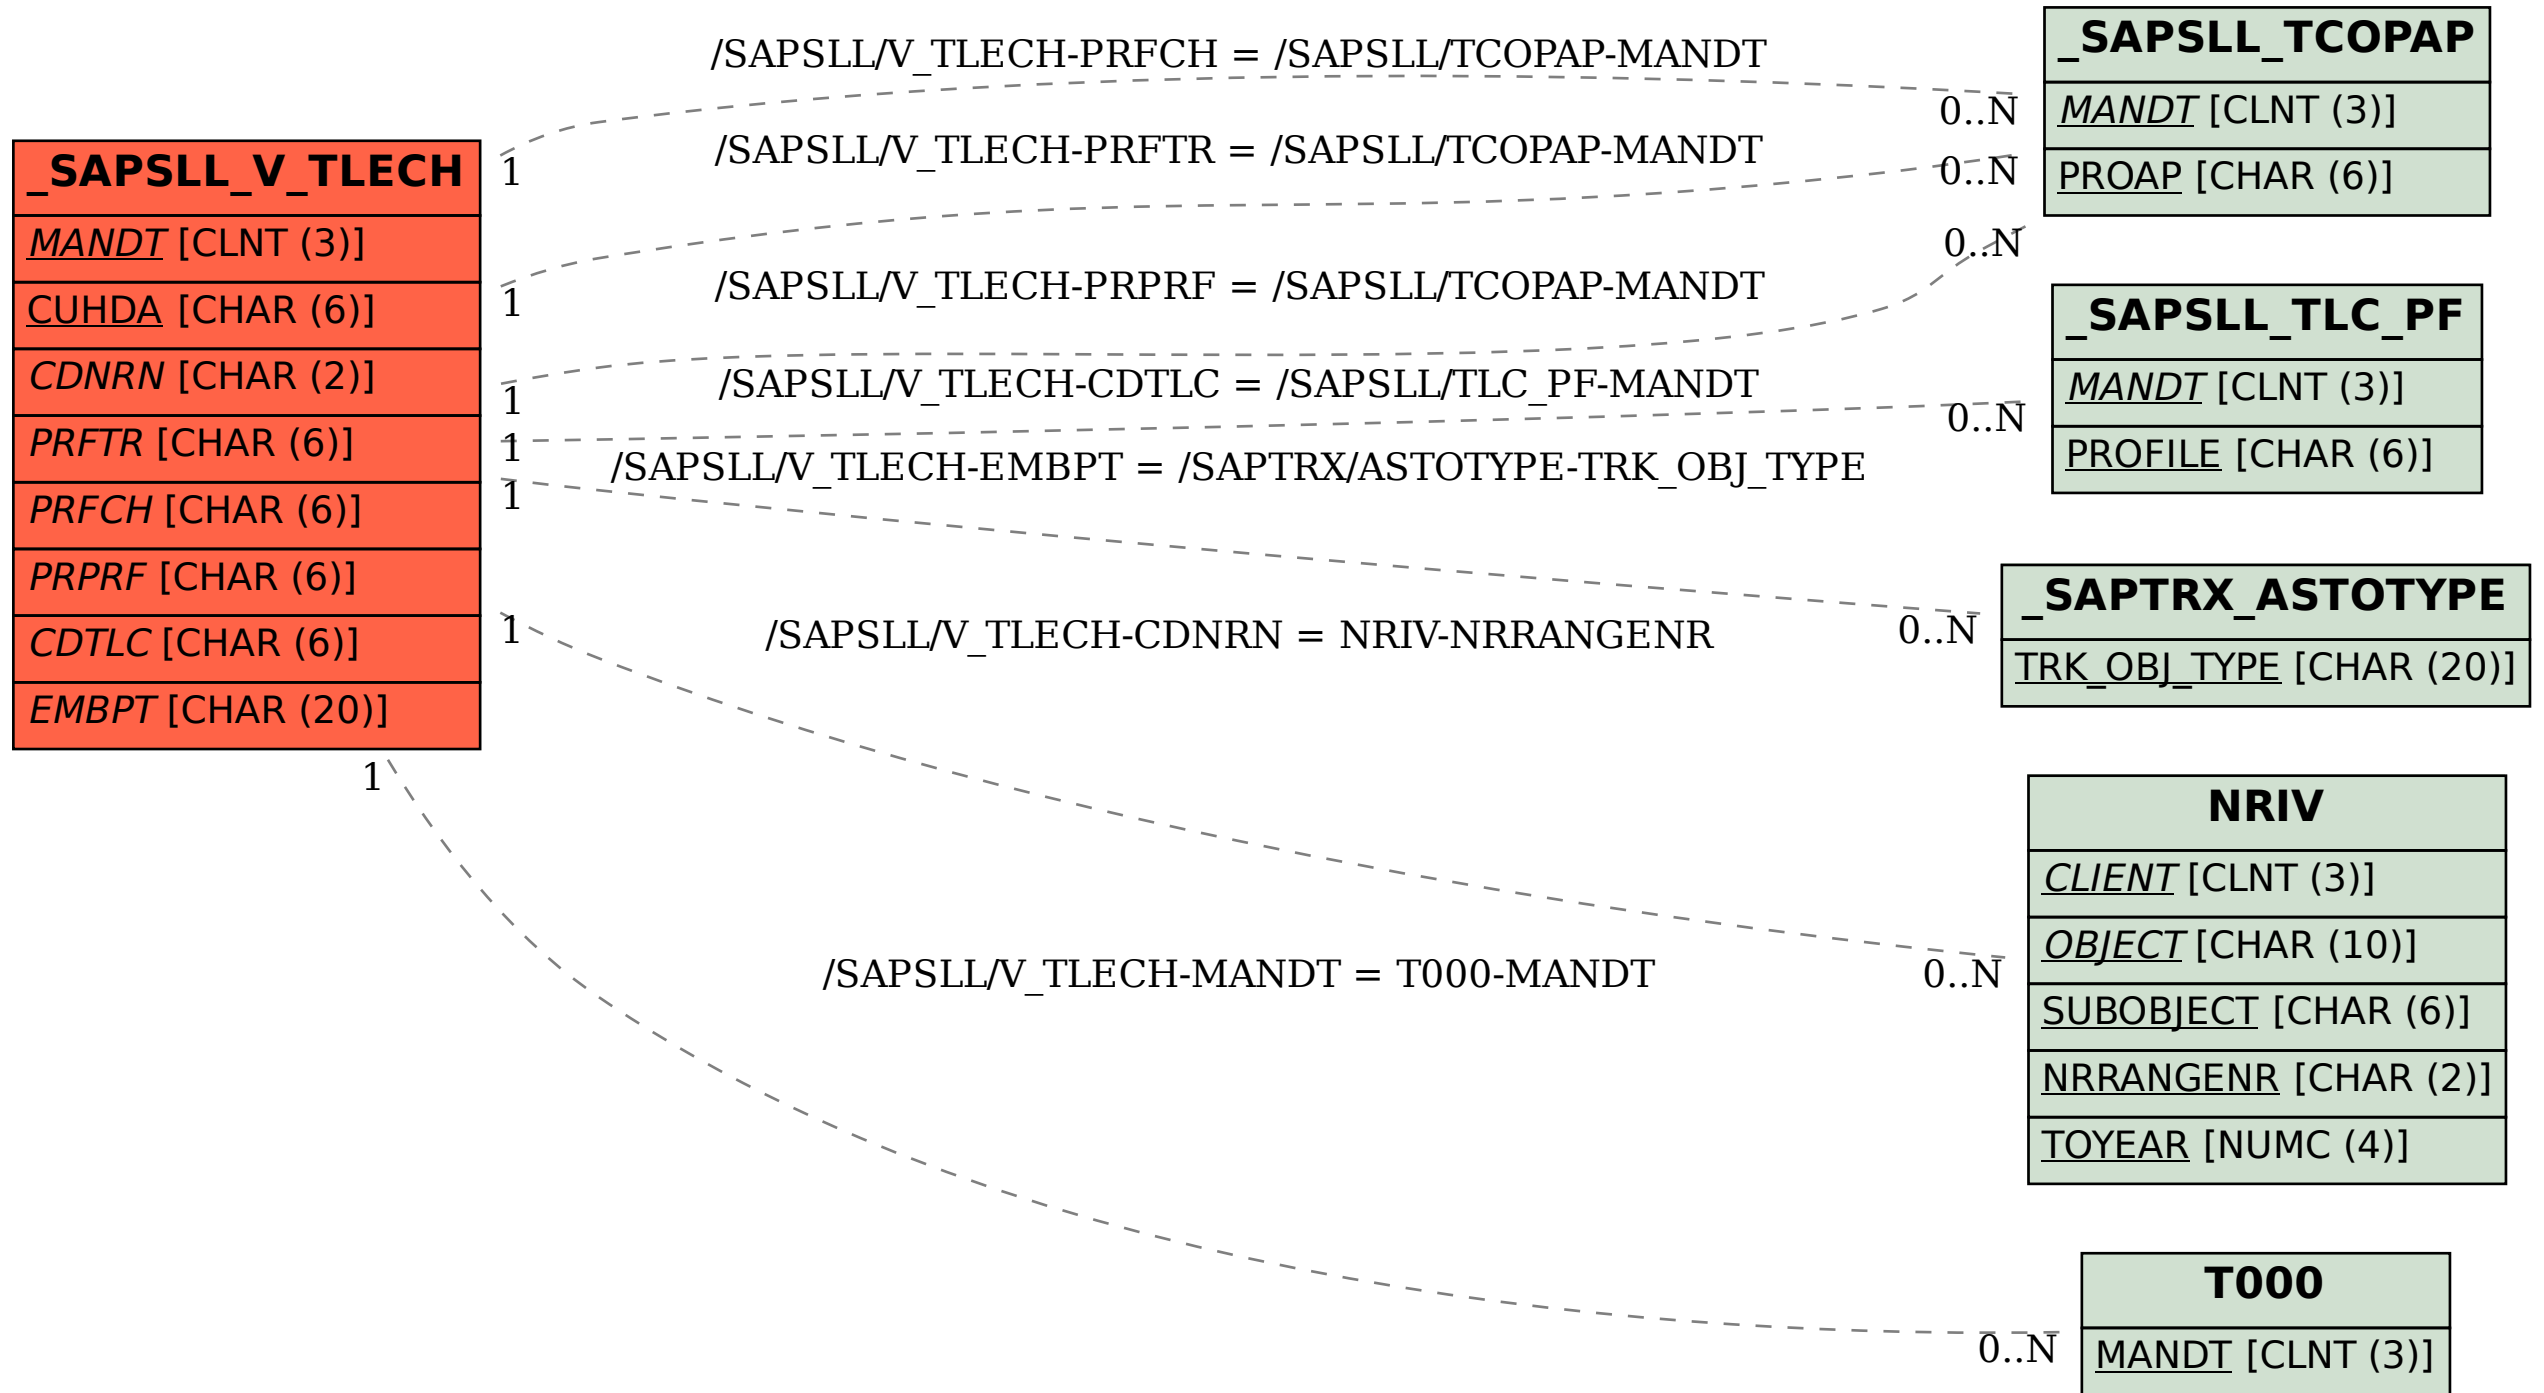 _SAPSLL_V_TLECH
MANDT [CLNT (3)]
CUHDA [CHAR (6)]
CDNRN [CHAR (2)]
PRFTR [CHAR (6)]
PRFCH [CHAR (6)]
PRPRF [CHAR (6)]
CDTLC [CHAR (6)]
EMBPT [CHAR (20)]
/SAPSLL/V_TLECH-PRFCH = /SAPSLL/TCOPAP-MANDT
1
0..N
/SAPSLL/V_TLECH-PRFTR = /SAPSLL/TCOPAP-MANDT
1
0..N
/SAPSLL/V_TLECH-PRPRF = /SAPSLL/TCOPAP-MANDT
1
0..N
/SAPSLL/V_TLECH-CDTLC = /SAPSLL/TLC_PF-MANDT
1
0..N
/SAPSLL/V_TLECH-EMBPT = /SAPTRX/ASTOTYPE-TRK_OBJ_TYPE
1
0..N
/SAPSLL/V_TLECH-CDNRN = NRIV-NRRANGENR
1
0..N
/SAPSLL/V_TLECH-MANDT = T000-MANDT
1
0..N
_SAPSLL_TCOPAP
MANDT [CLNT (3)]
PROAP [CHAR (6)]
_SAPSLL_TLC_PF
MANDT [CLNT (3)]
PROFILE [CHAR (6)]
_SAPTRX_ASTOTYPE
TRK_OBJ_TYPE [CHAR (20)]
NRIV
CLIENT [CLNT (3)]
OBJECT [CHAR (10)]
SUBOBJECT [CHAR (6)]
NRRANGENR [CHAR (2)]
TOYEAR [NUMC (4)]
T000
MANDT [CLNT (3)]